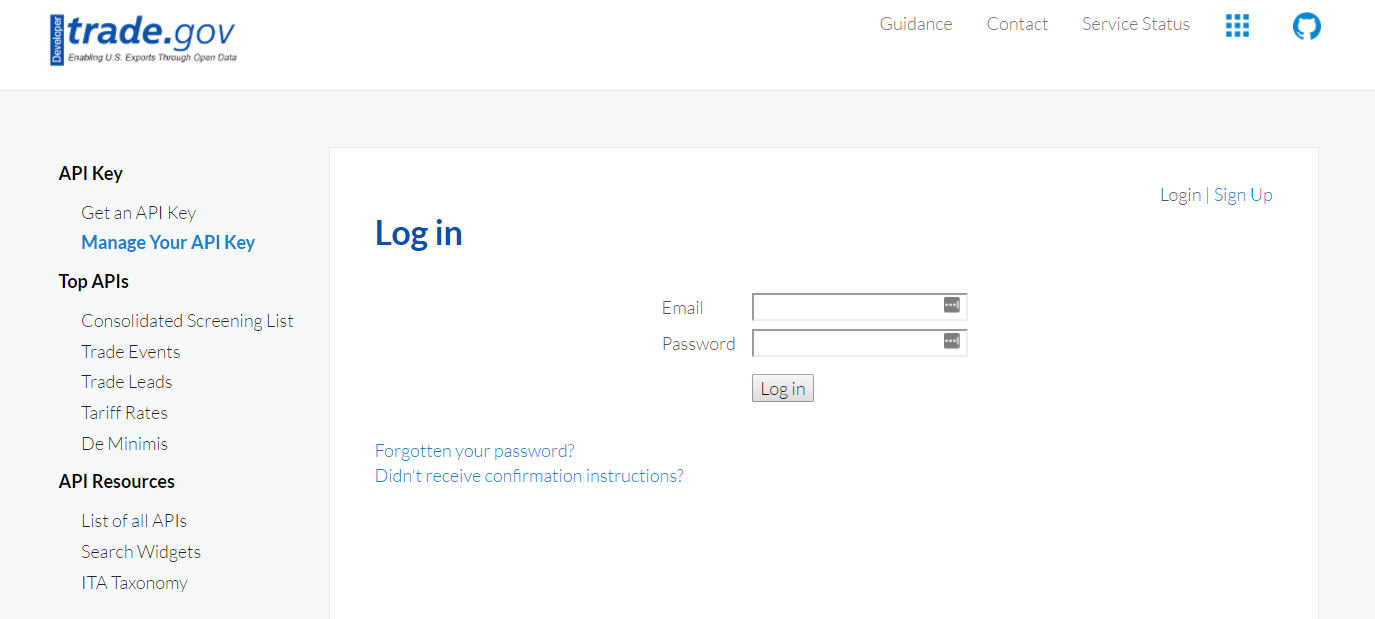 Developer
trade.gov
Enabling U.S. Exports Through Open Data
Guidance
Contact
Service Status
API Key
Get an API Key
Manage Your API Key
Top APIs
Consolidated Screening List
Trade Events
Trade Leads
Tariff Rates
De Minimis
API Resources
List of all APIs
Search Widgets
ITA Taxonomy
Login | Sign Up
Log in
Email
Password
Log in
Forgotten your password?
Didn't receive confirmation instructions?